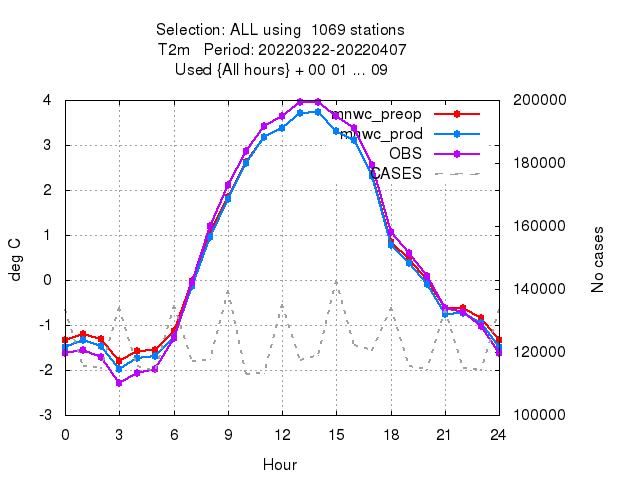 Selection: ALL using  1069 stations
T2m   Period: 20220322-20220407
Used {All hours} + 00 01 ... 09
4
3
2
1
0
-1
-2
-3
deg C
200000
180000
160000
140000
120000
100000
No cases
mnwc_preop
mnwc_prod
OBS
CASES
0 3 6 9 12 15 18 21 24
Hour